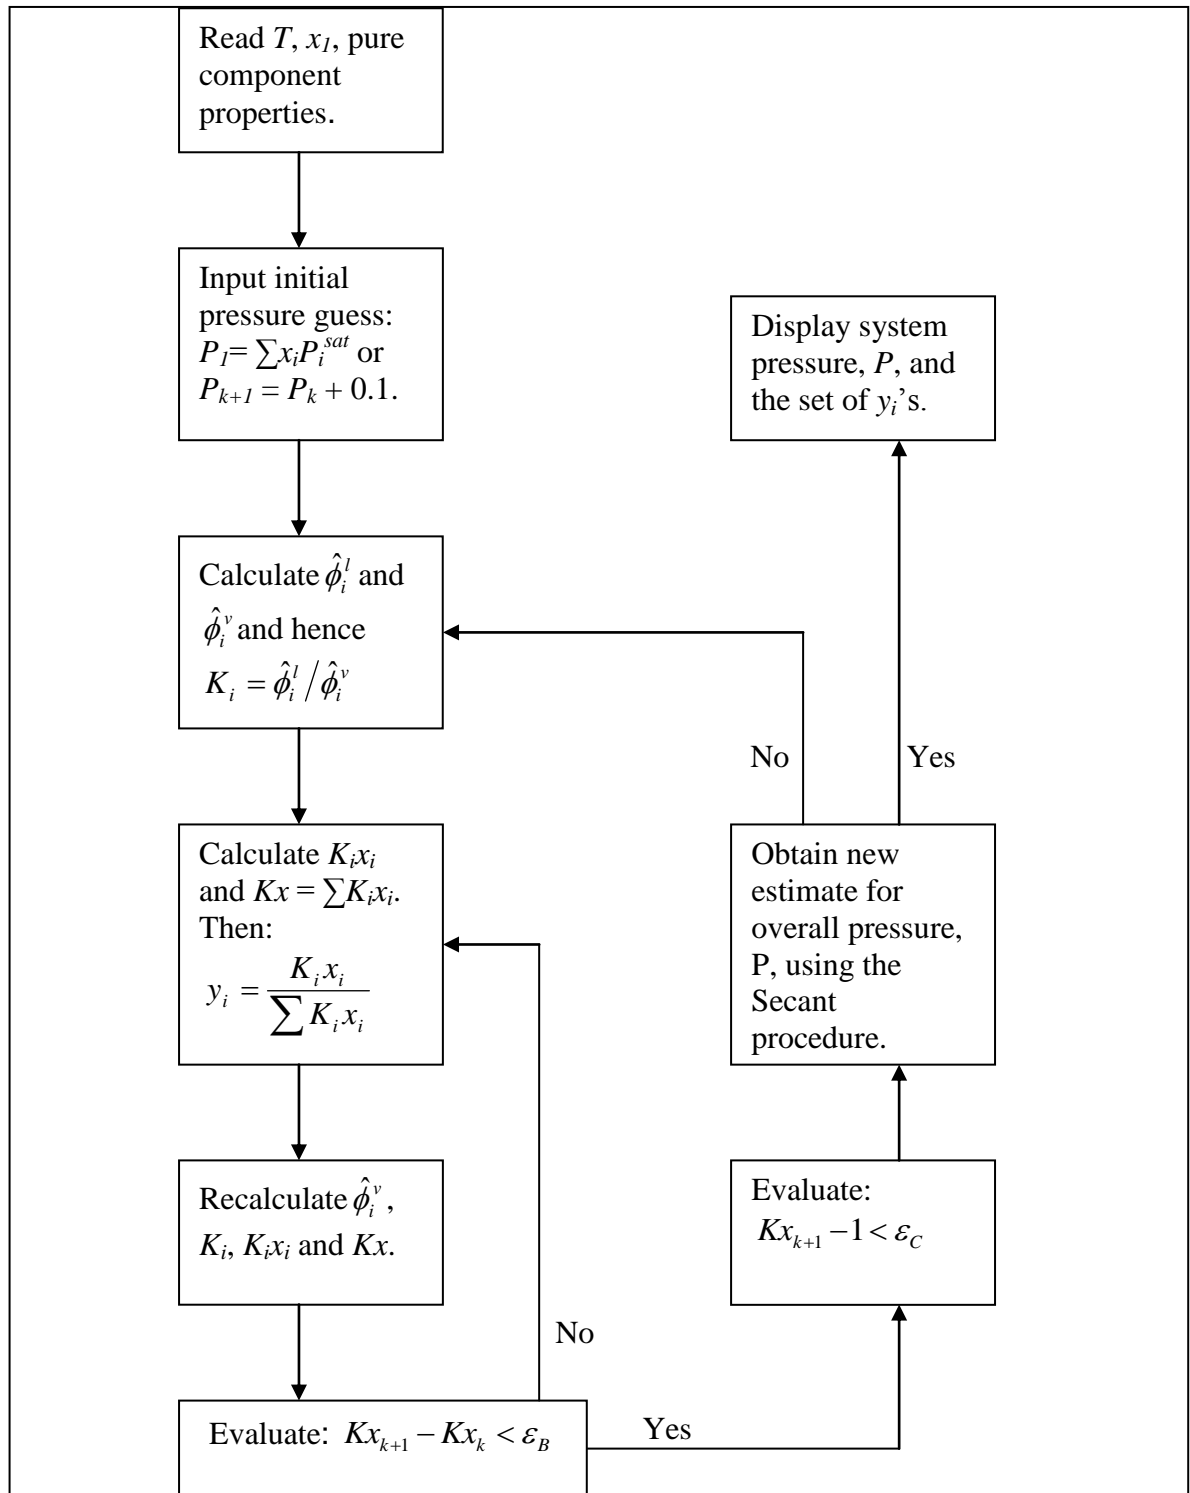 Read T, x₁, pure
component
properties.
Input initial
pressure guess:
P₁= ∑xᵢPᵢˢᵃᵗ or
Pₖ₊₁ = Pₖ + 0.1.
Calculate ϕ̂ᵢˡ and
ϕ̂ᵢᵛ and hence
Kᵢ = ϕ̂ᵢˡ / ϕ̂ᵢᵛ
Calculate Kᵢxᵢ
and Kx = ∑Kᵢxᵢ.
Then:
yᵢ = Kᵢxᵢ / ∑Kᵢxᵢ
Recalculate ϕ̂ᵢᵛ,
Kᵢ, Kᵢxᵢ and Kx.
Evaluate: Kxₖ₊₁ − Kxₖ < ε_B
No
Yes
Evaluate:
Kxₖ₊₁ − 1 < ε_C
Obtain new
estimate for
overall pressure,
P, using the
Secant
procedure.
No
Yes
Display system
pressure, P, and
the set of yᵢ’s.